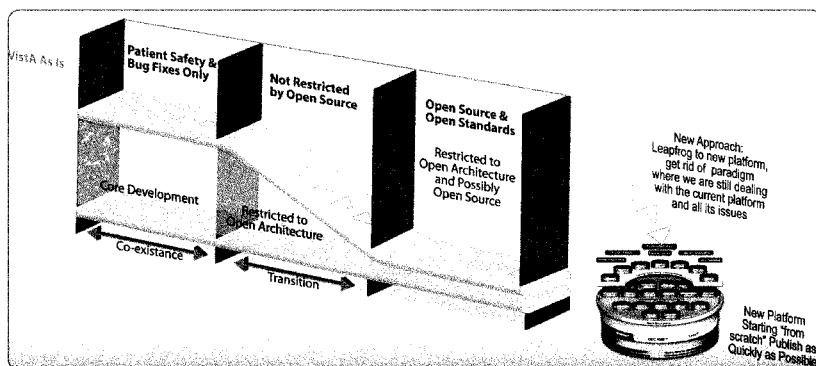 VistA As Is
Patient Safety &
Bug Fixes Only
Not Restricted
by Open Source
Open Source &
Open Standards
Restricted to
Open Architecture
and Possibly
Open Source
Core Development
Restricted to
Open Architecture
Co-existance
Transition
New Approach:
Leapfrog to new platform,
get rid of paradigm
where we are still dealing
with the current platform
and all its issues
New Platform
Starting "from
scratch" Publish as
Quickly as Possible